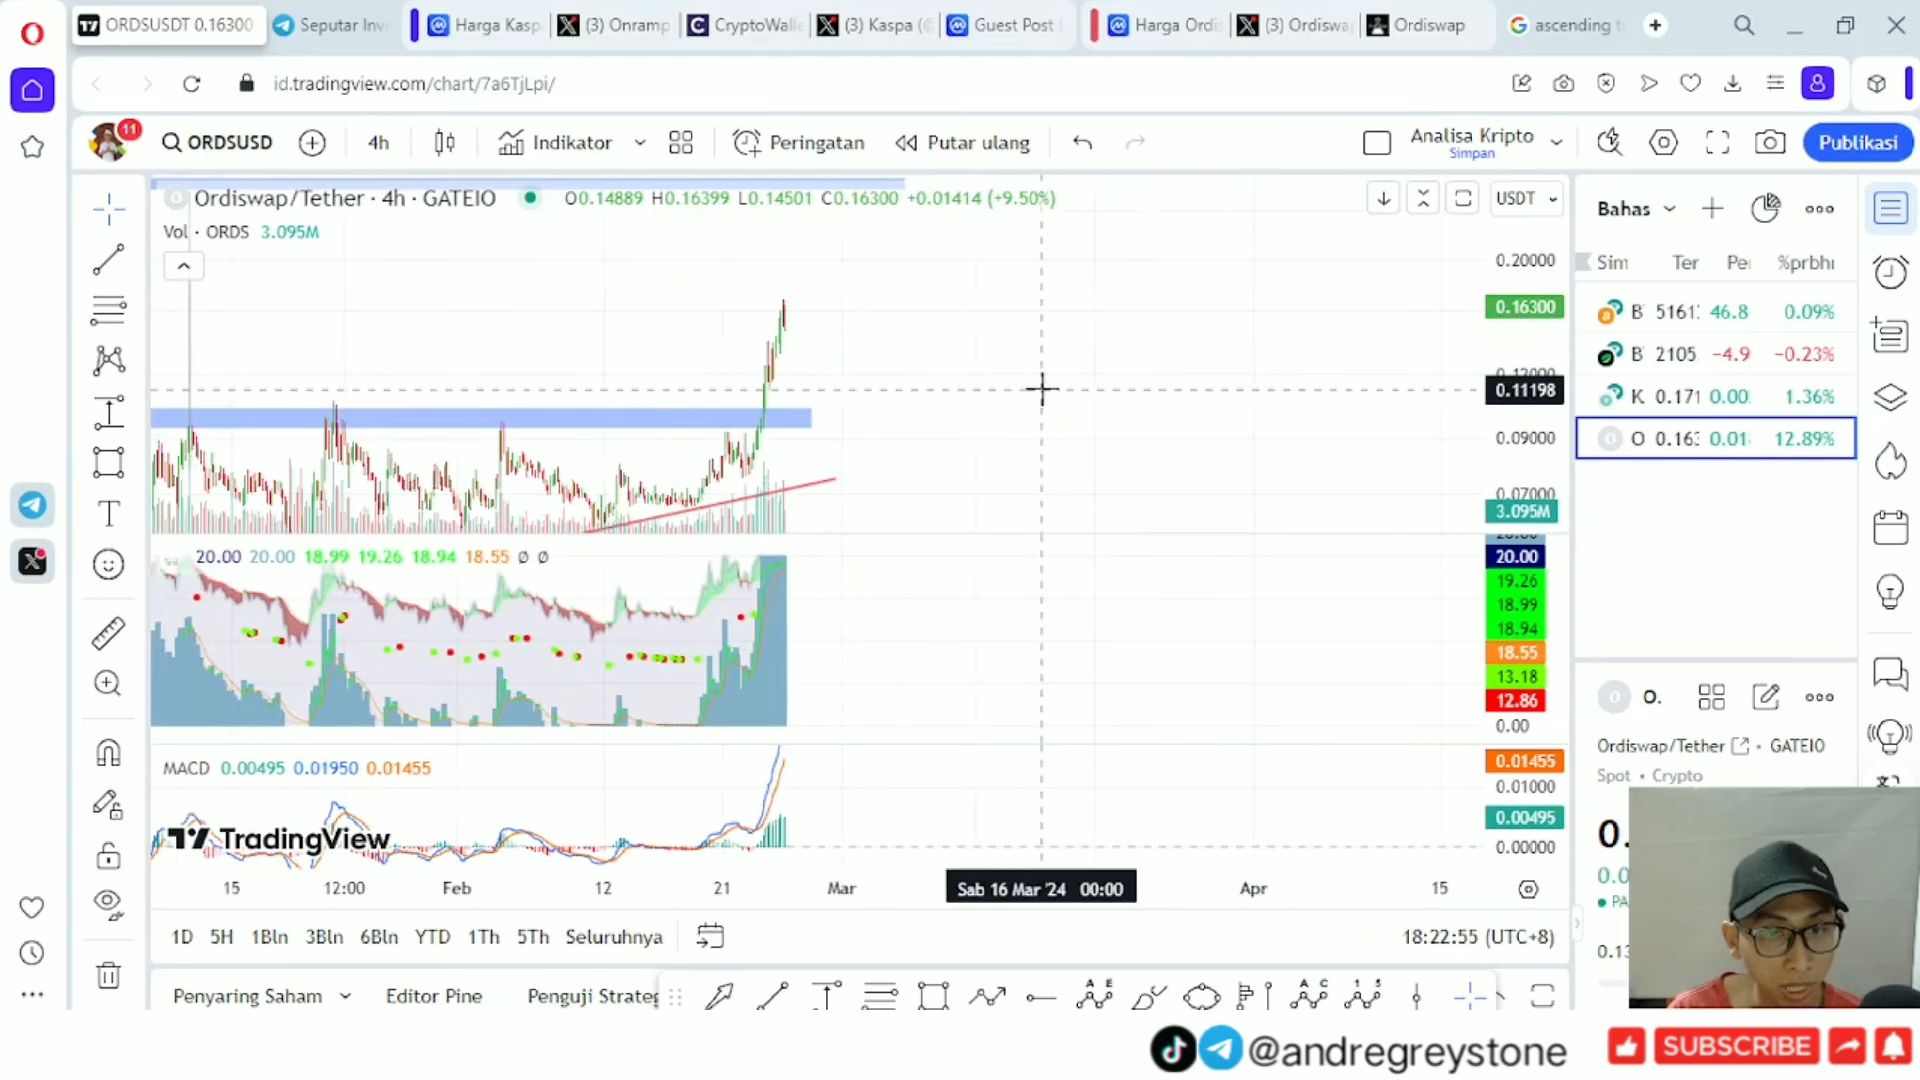 ORDSUSDT 0.16300
Seputar Inv
Harga Kasp
(3) Onramp
CryptoWall
(3) Kaspa (
Guest Post
Harga Ordi
(3) Ordiswa
Ordiswap
ascending t
id.tradingview.com/chart/7a6TjLpi/
11
ORDSUSD
4h
Indikator
Peringatan
Putar ulang
Analisa Kripto
Simpan
Publikasi
Ordiswap/Tether · 4h · GATEIO
O0.14889 H0.16399 L0.14501 C0.16300 +0.01414 (+9.50%)
USDT
Vol · ORDS 3.095M
Bahas
Sim Ter Pe %prbhi
B 5161 46.8 0.09%
B 2105 −4.9 −0.23%
K 0.171 0.00 1.36%
O 0.163 0.01 12.89%
0.20000
0.16300
0.11198
0.09000
0.07000
3.095M
20.00 20.00 18.99 19.26 18.94 18.55 ∅ ∅
20.00
19.26
18.99
18.94
18.55
13.18
12.86
0.00
MACD 0.00495 0.01950 0.01455
0.01455
0.01000
0.00495
0.00000
TradingView
15 12:00 Feb 12 21 Mar Sab 16 Mar '24 00:00 Apr 15
O.
Ordiswap/Tether · GATEIO
Spot · Crypto
0.
0.0
PA
0.13
1D 5H 1Bln 3Bln 6Bln YTD 1Th 5Th Seluruhnya
18:22:55 (UTC+8)
Penyaring Saham
Editor Pine
Penguji Strateg
@andregreystone
SUBSCRIBE